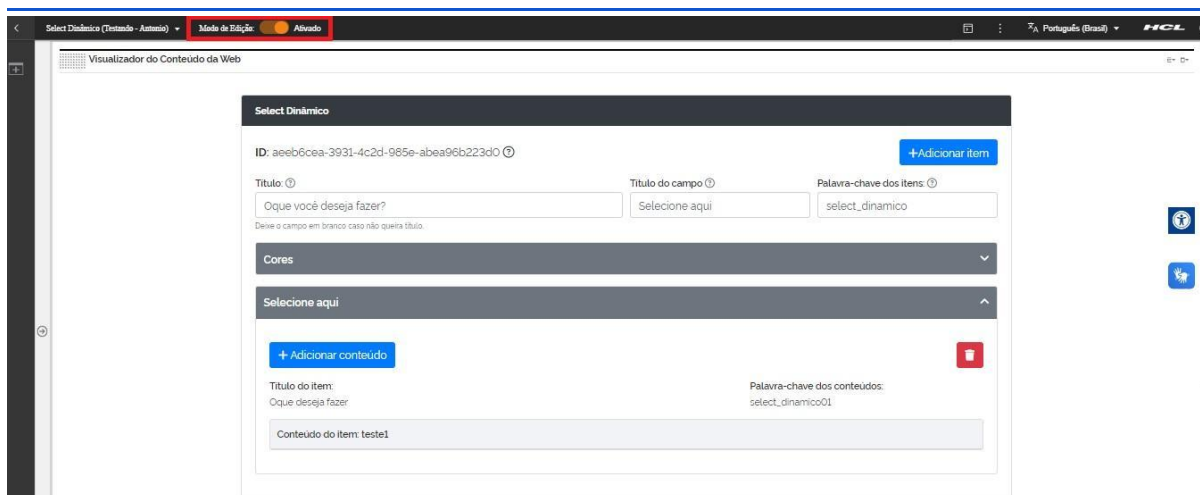 Select Dinâmico (Testando - Antonio) Modo de Edição: Ativado Português (Brasil) HCL
Visualizador do Conteúdo da Web
Select Dinâmico
ID: aeeb6cea-3931-4c2d-985e-abea96b223d0
+Adicionar item
Título: Título do campo Palavra-chave dos itens:
Oque você deseja fazer? Selecione aqui select_dinamico
Deixe o campo em branco caso não queira título.
Cores
Selecione aqui
+ Adicionar conteúdo
Título do item: Palavra-chave dos conteúdos:
Oque deseja fazer select_dinamico01
Conteúdo do item: teste1